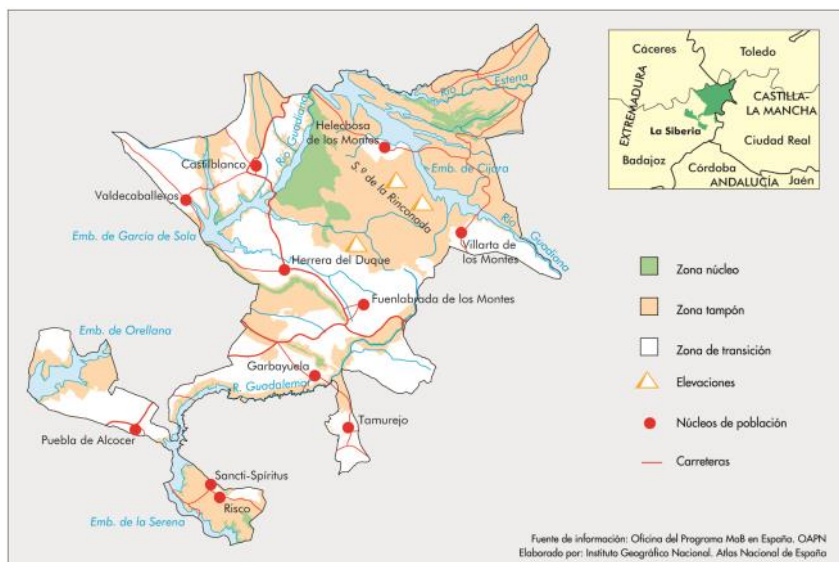 Río
Estena
Helechosa
de los Montes
Río Guadiana
Castilblanco
Emb. de Cíjara
S.ª de la Rinconada
Valdecaballeros
Emb. de García de Sola
Río
Guadiana
Villarta de
los Montes
Herrera del Duque
Fuenlabrada de los Montes
Emb. de Orellana
Garbayuela
R. Guadalemar
Puebla de Alcocer
Tamurejo
Sancti-Spíritus
Risco
Emb. de la Serena
Cáceres
Toledo
EXTREMADURA
CASTILLA-
LA MANCHA
La Siberia
Ciudad Real
Badajoz
Córdoba
ANDALUCÍA
Jaén
Zona núcleo
Zona tampón
Zona de transición
Elevaciones
Núcleos de población
Carreteras
Fuente de información: Oficina del Programa MaB en España. OAPN
Elaborado por: Instituto Geográfico Nacional. Atlas Nacional de España